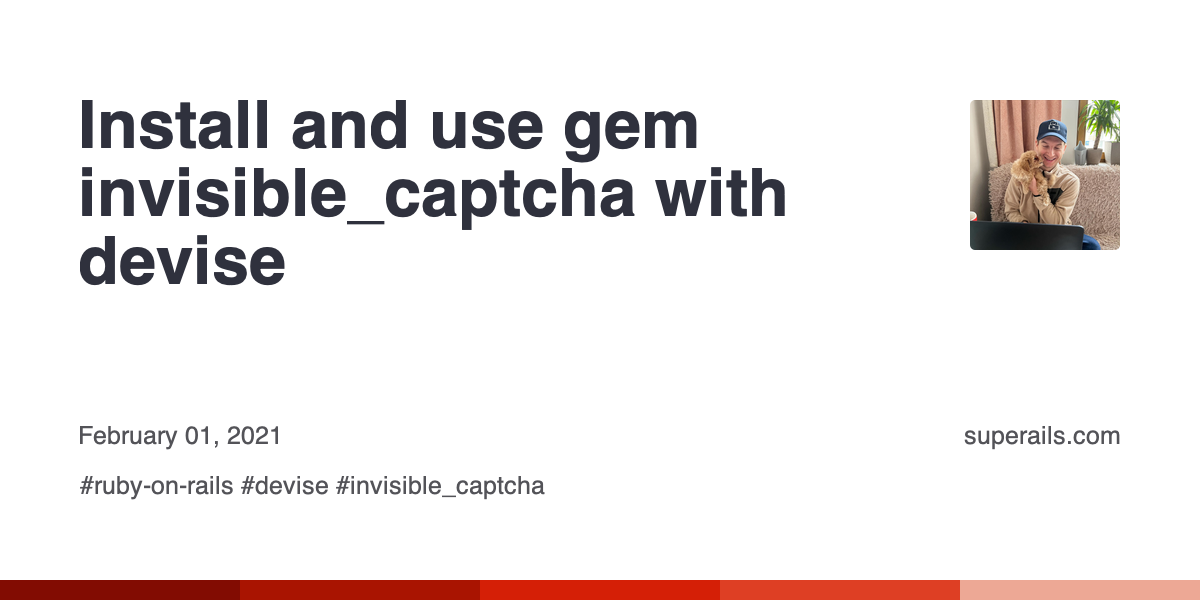 Install and use gem
invisible_captcha with
devise
February 01, 2021
superails.com
#ruby-on-rails #devise #invisible_captcha